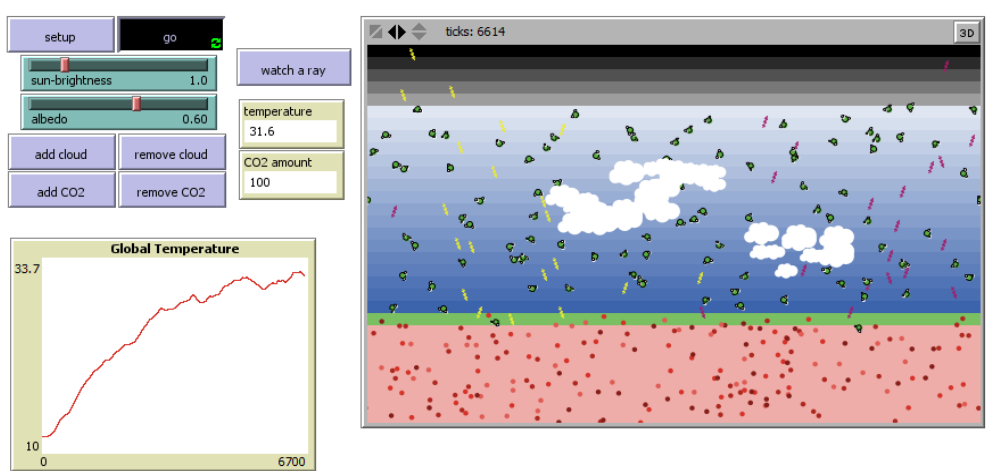 setup
go
sun-brightness 1.0
albedo 0.60
add cloud
remove cloud
add CO2
remove CO2
watch a ray
temperature
31.6
CO2 amount
100
Global Temperature
33.7
10
0
6700
ticks: 6614
3D